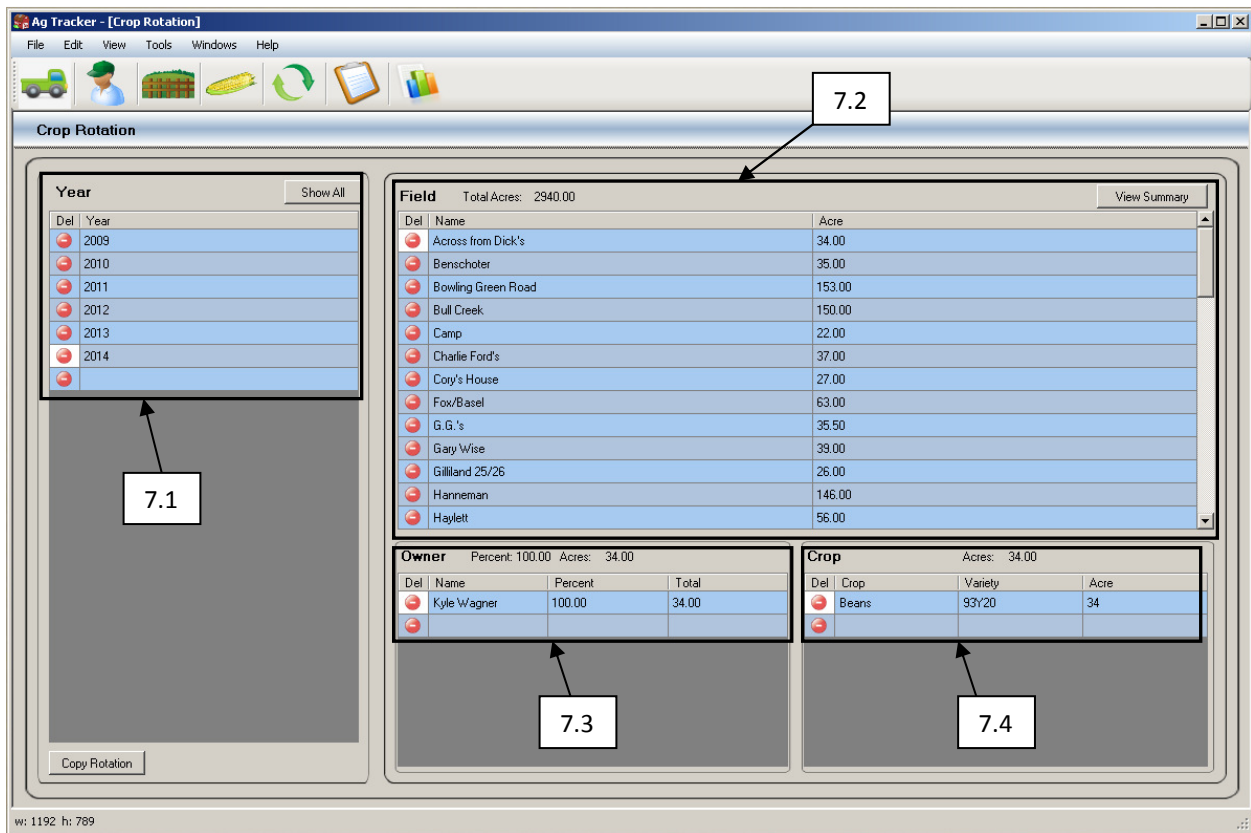 Ag Tracker - [Crop Rotation]
File Edit View Tools Windows Help
7.2
Crop Rotation
Year Show All
Del Year
2009
2010
2011
2012
2013
2014
7.1
Copy Rotation
Field Total Acres: 2940.00 View Summary
Del Name Acre
Across from Dick's 34.00
Benschoter 35.00
Bowling Green Road 153.00
Bull Creek 150.00
Camp 22.00
Charlie Ford's 37.00
Cory's House 27.00
Fox/Basel 63.00
G.G.'s 35.50
Gary Wise 39.00
Gilliland 25/26 26.00
Hanneman 146.00
Haylett 56.00
Owner Percent: 100.00 Acres: 34.00
Del Name Percent Total
Kyle Wagner 100.00 34.00
7.3
Crop Acres: 34.00
Del Crop Variety Acre
Beans 93Y20 34
7.4
w: 1192 h: 789